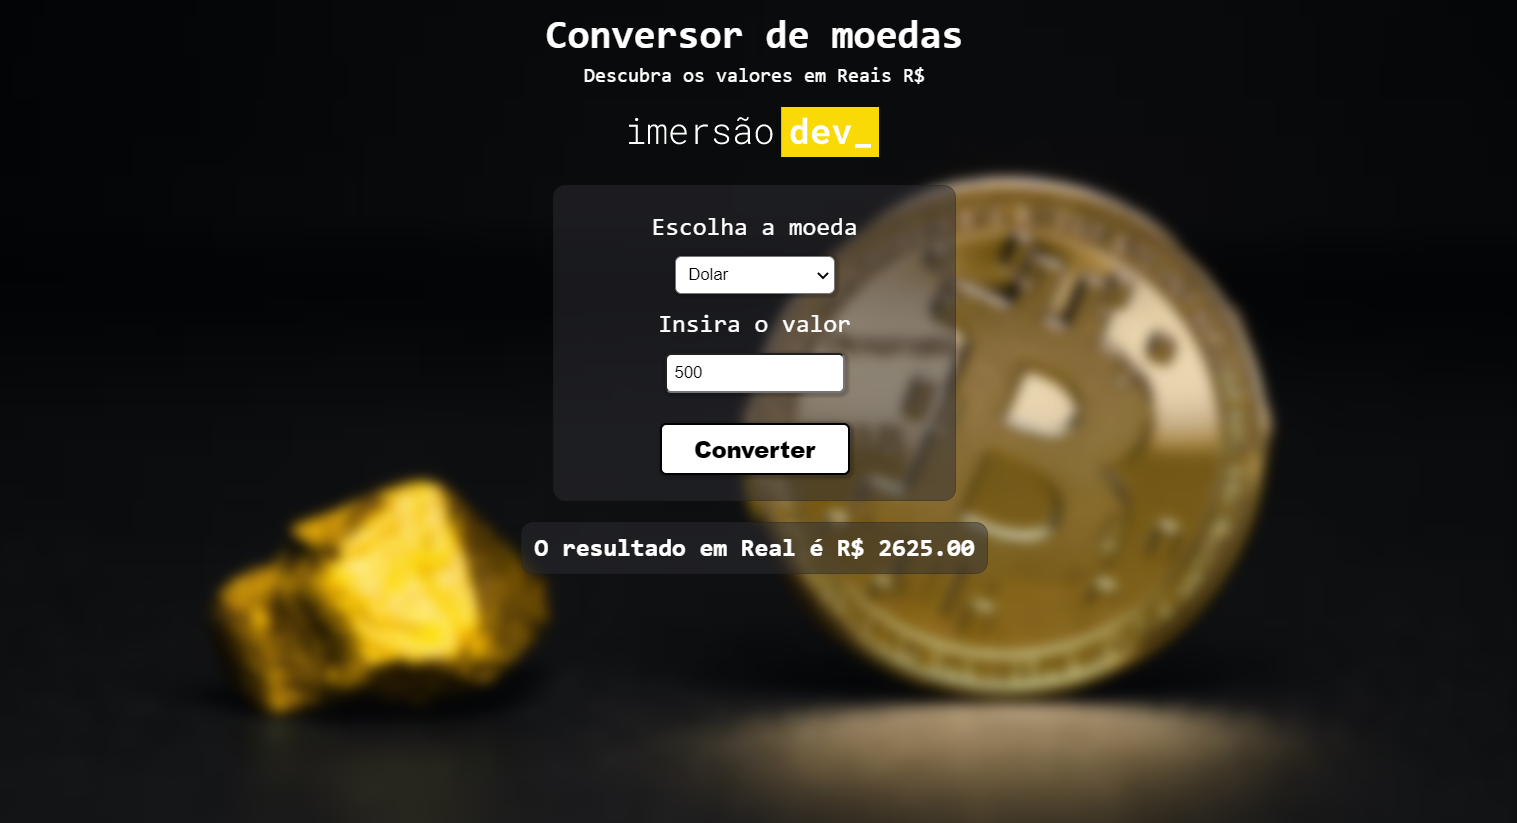 Conversor de moedas
Descubra os valores em Reais R$
imersão dev_
Escolha a moeda
Dolar
Insira o valor
500
Converter
O resultado em Real é R$ 2625.00